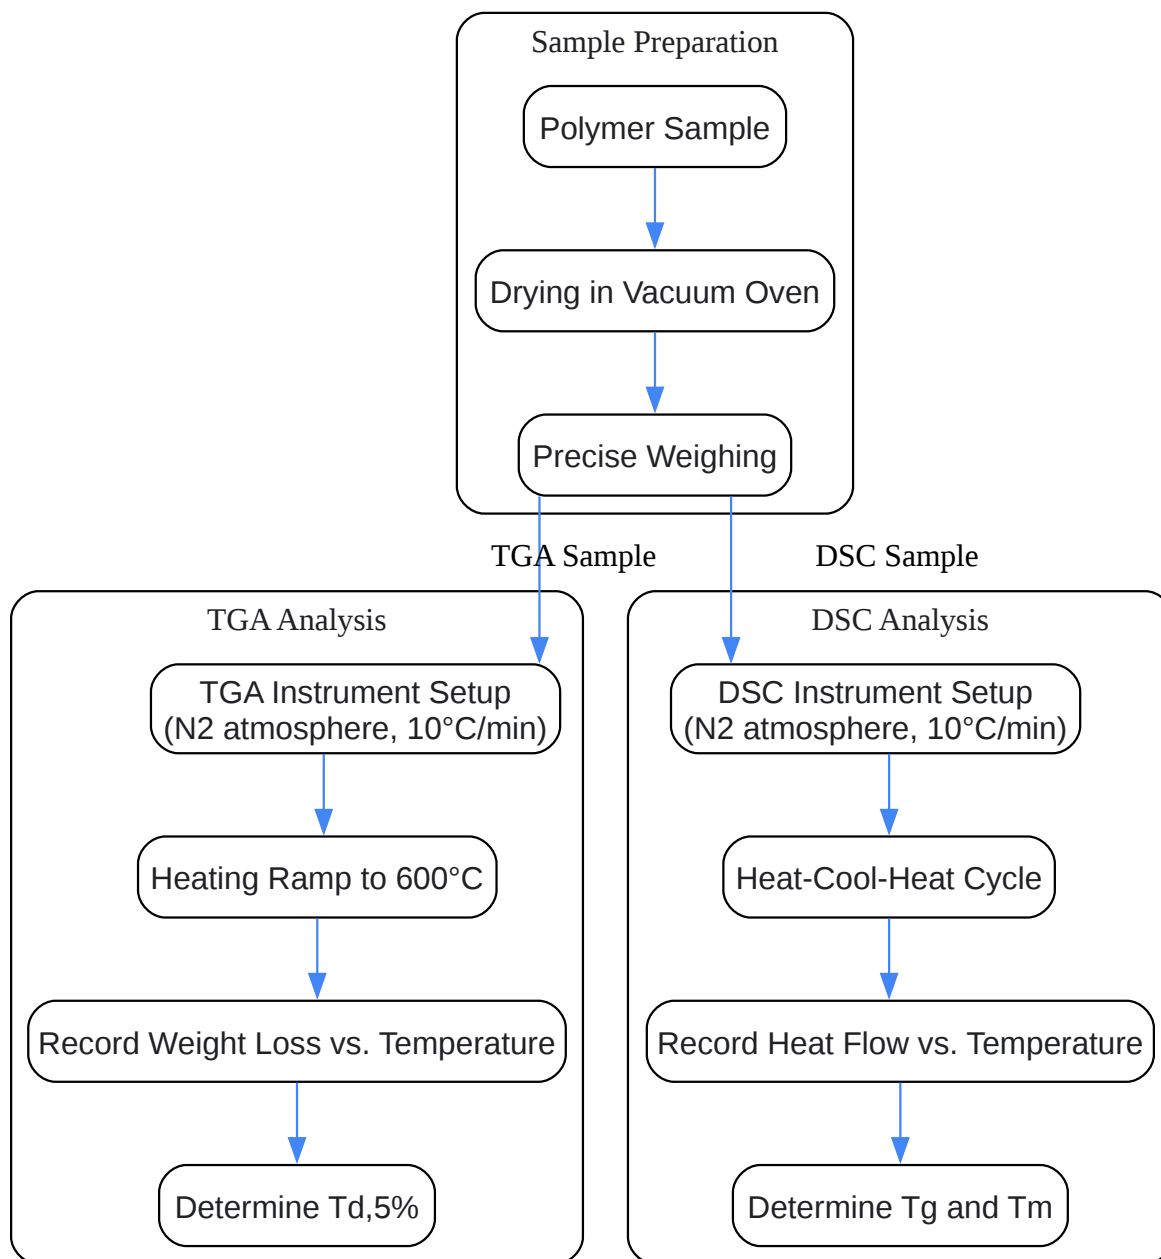 Sample Preparation
Polymer Sample
Drying in Vacuum Oven
Precise Weighing
TGA Sample
DSC Sample
TGA Analysis
TGA Instrument Setup
(N2 atmosphere, 10°C/min)
Heating Ramp to 600°C
Record Weight Loss vs. Temperature
Determine Td,5%
DSC Analysis
DSC Instrument Setup
(N2 atmosphere, 10°C/min)
Heat-Cool-Heat Cycle
Record Heat Flow vs. Temperature
Determine Tg and Tm